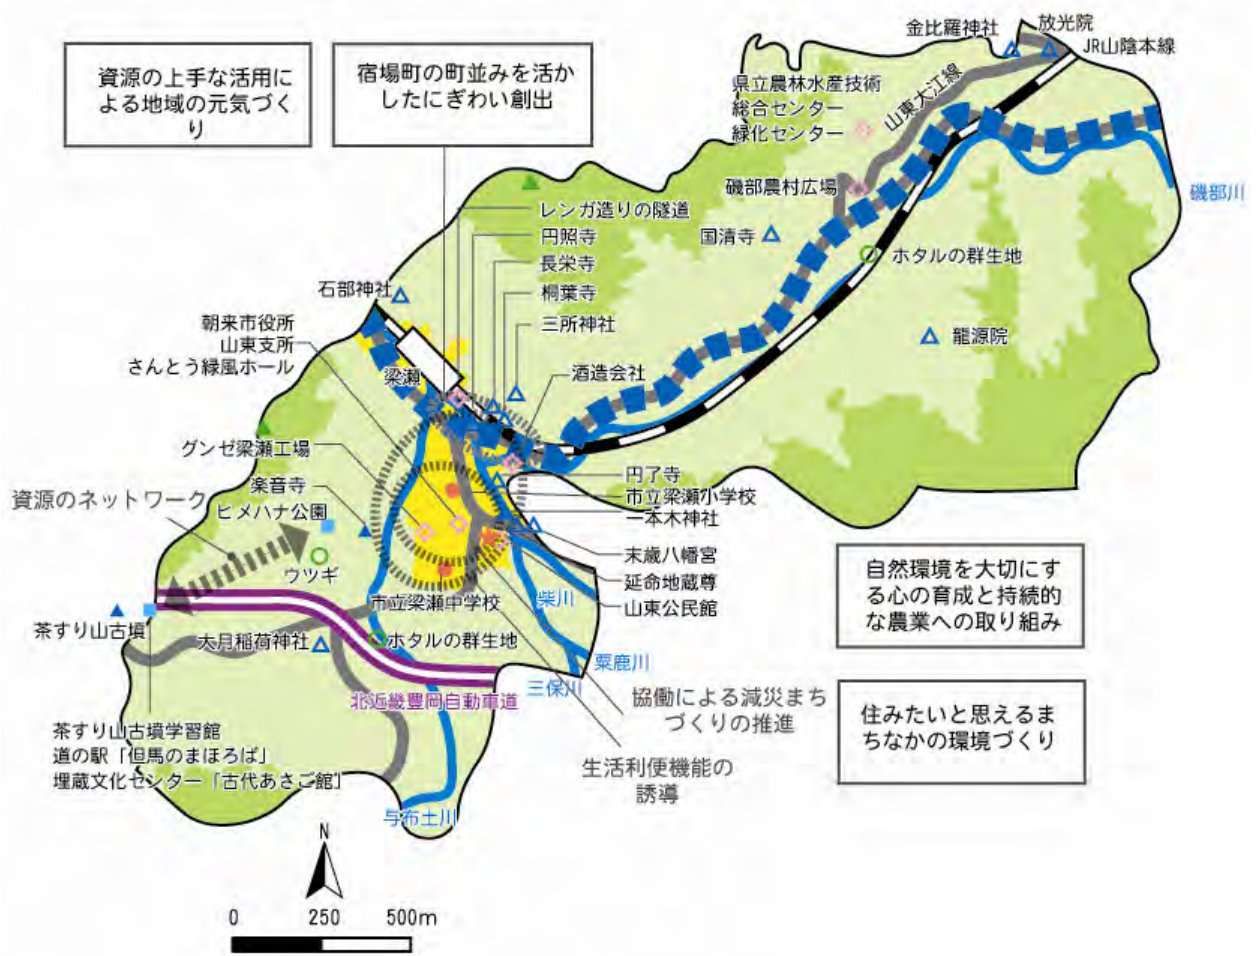 資源の上手な活用に
よる地域の元気づく
り
宿場町の町並みを活か
したにぎわい創出
金比羅神社
放光院
JR山陰本線
県立農林水産技術
総合センター
緑化センター
山東大江線
磯部農村広場
磯部川
レンガ造りの隧道
円照寺
長栄寺
桐葉寺
三所神社
国清寺
ホタルの群生地
石部神社
朝来市役所
山東支所
さんとう緑風ホール
梁瀬
酒造会社
龍源院
グンゼ梁瀬工場
楽音寺
資源のネットワーク
ヒメハナ公園
ウツギ
円了寺
市立梁瀬小学校
一本木神社
末歳八幡宮
延命地蔵尊
山東公民館
市立梁瀬中学校
柴川
茶すり山古墳
大月稲荷神社
ホタルの群生地
粟鹿川
三保川
北近畿豊岡自動車道
協働による減災まち
づくりの推進
生活利便機能の
誘導
茶すり山古墳学習館
道の駅「但馬のまほろば」
埋蔵文化センター「古代あさご館」
与布土川
自然環境を大切にす
る心の育成と持続的
な農業への取り組み
住みたいと思えるま
ちなかの環境づくり
N
0 250 500m